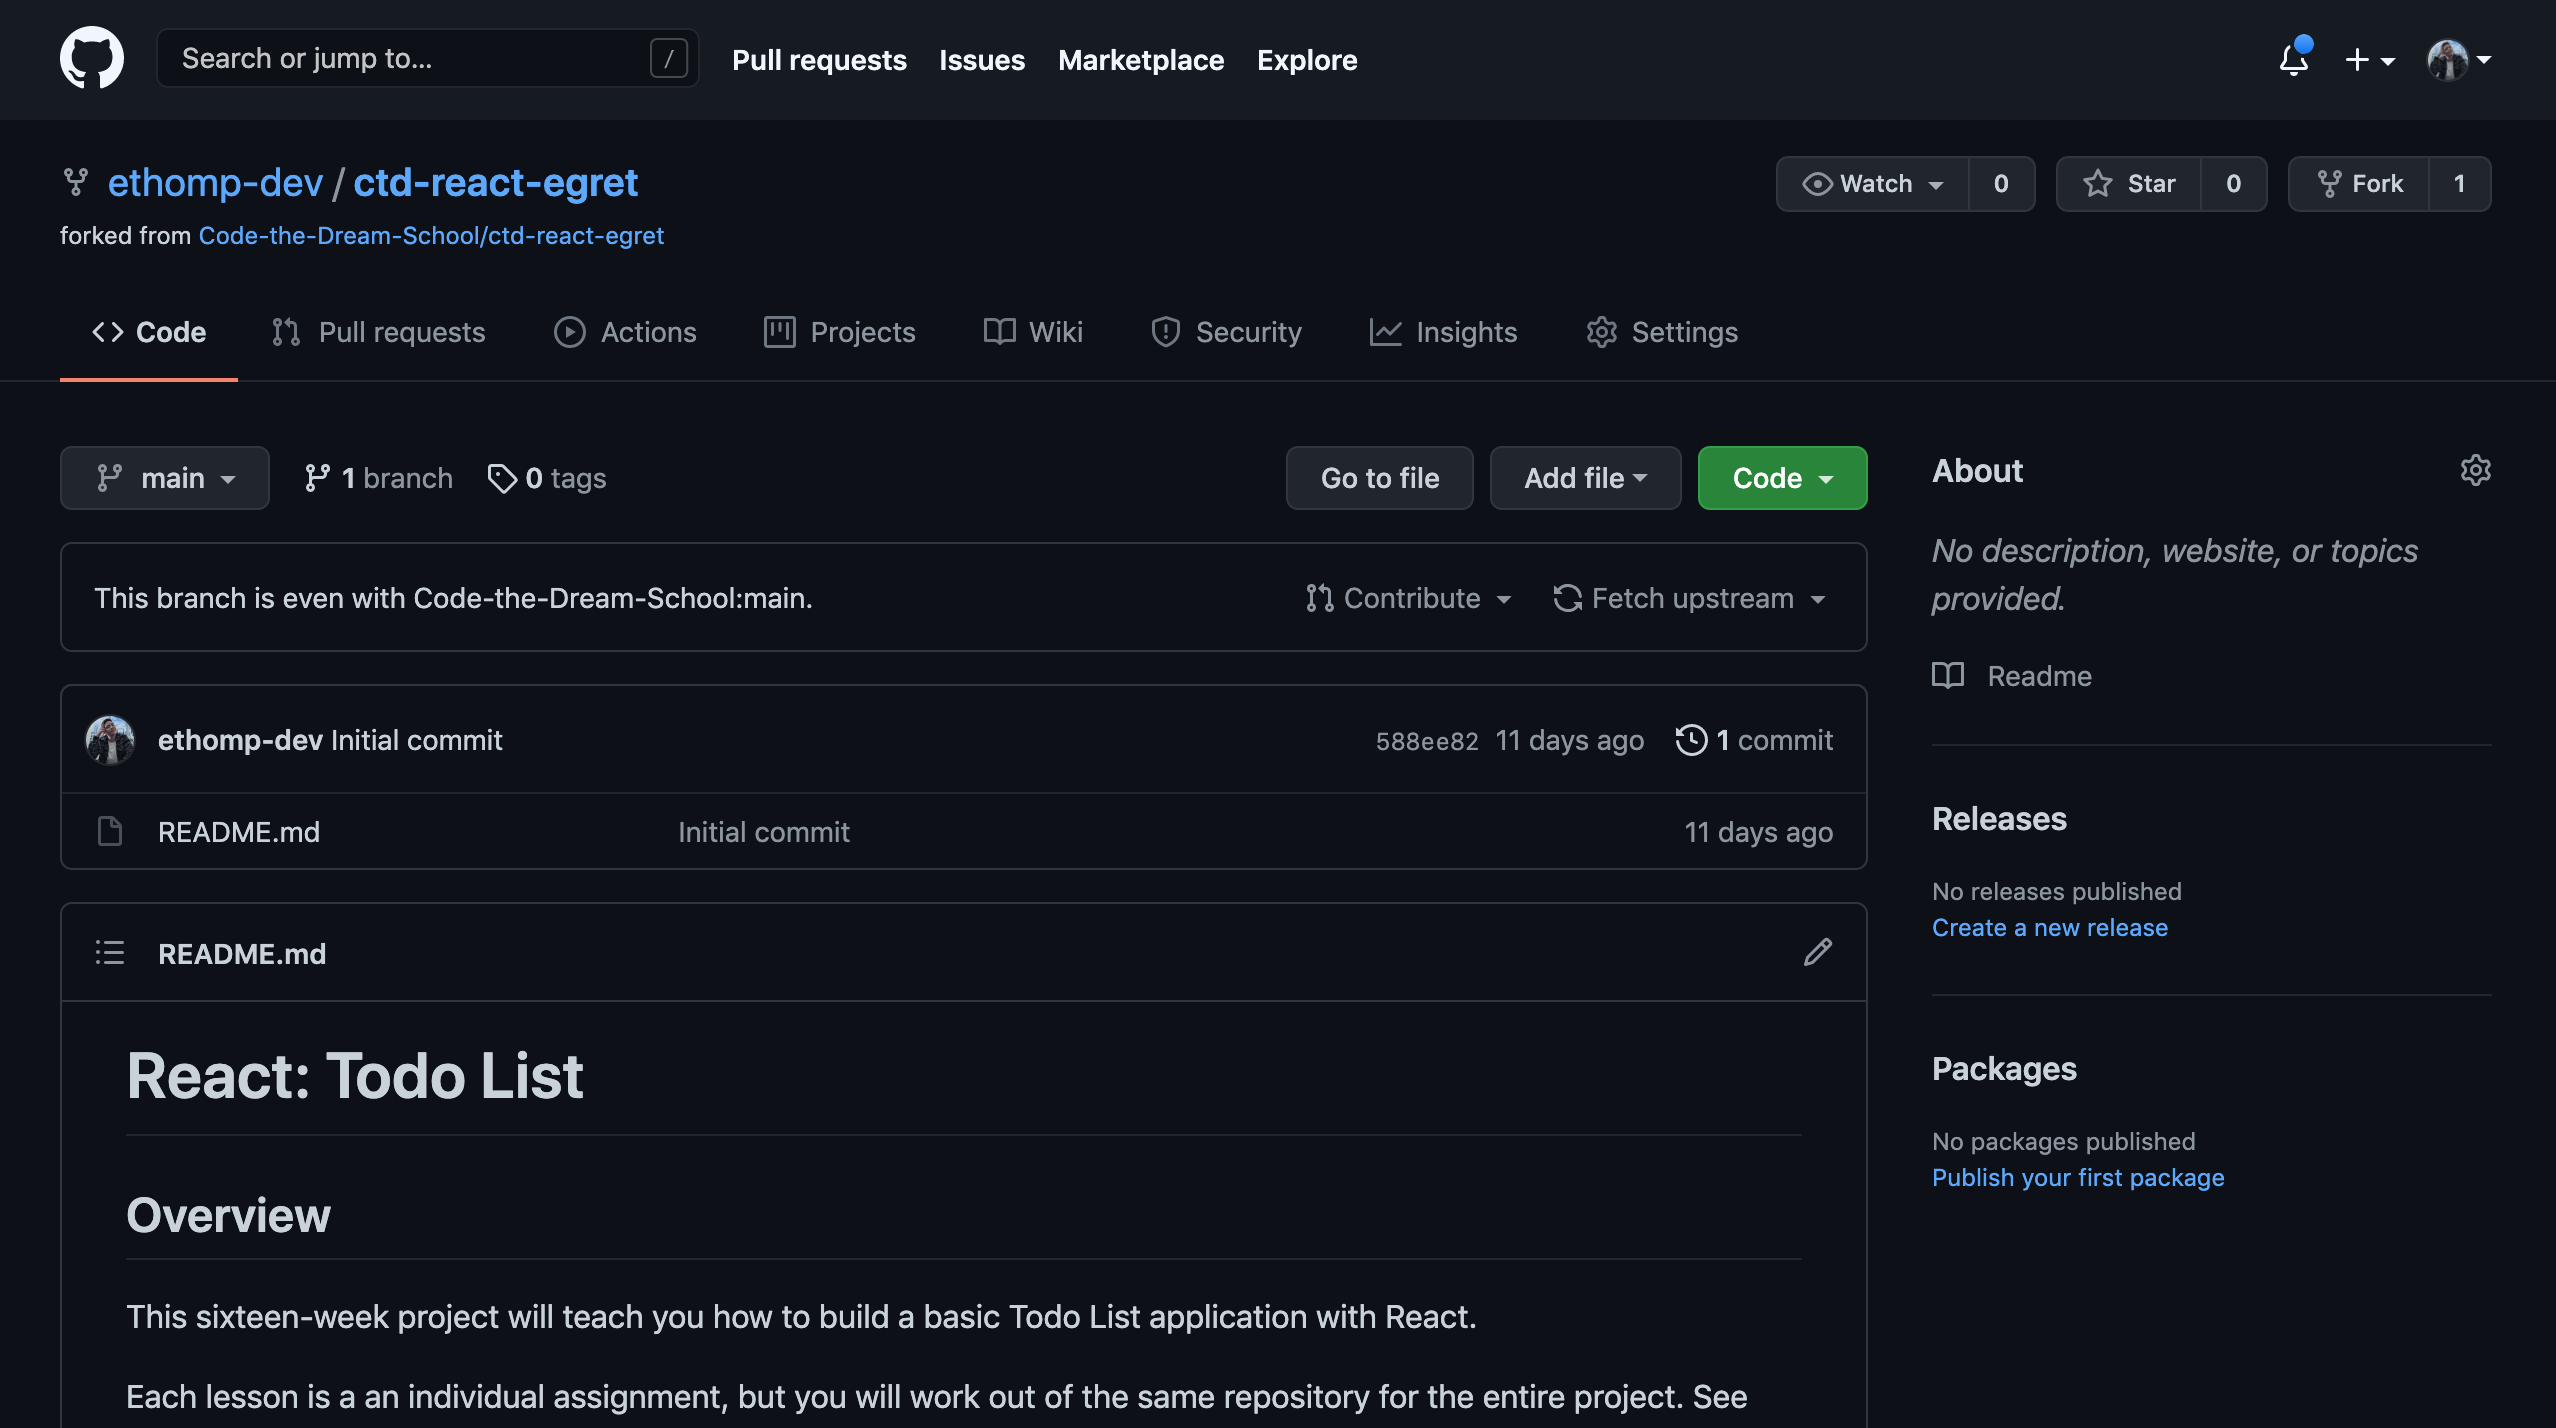 Search or jump to... /
Pull requests Issues Marketplace Explore
ethomp-dev / ctd-react-egret
forked from Code-the-Dream-School/ctd-react-egret
Watch 0 Star 0 Fork 1
Code Pull requests Actions Projects Wiki Security Insights Settings
main 1 branch 0 tags Go to file Add file Code
This branch is even with Code-the-Dream-School:main. Contribute Fetch upstream
ethomp-dev Initial commit 588ee82 11 days ago 1 commit
README.md Initial commit 11 days ago
README.md
React: Todo List
Overview
This sixteen-week project will teach you how to build a basic Todo List application with React.
Each lesson is a an individual assignment, but you will work out of the same repository for the entire project. See
About
No description, website, or topics
provided.
Readme
Releases
No releases published
Create a new release
Packages
No packages published
Publish your first package